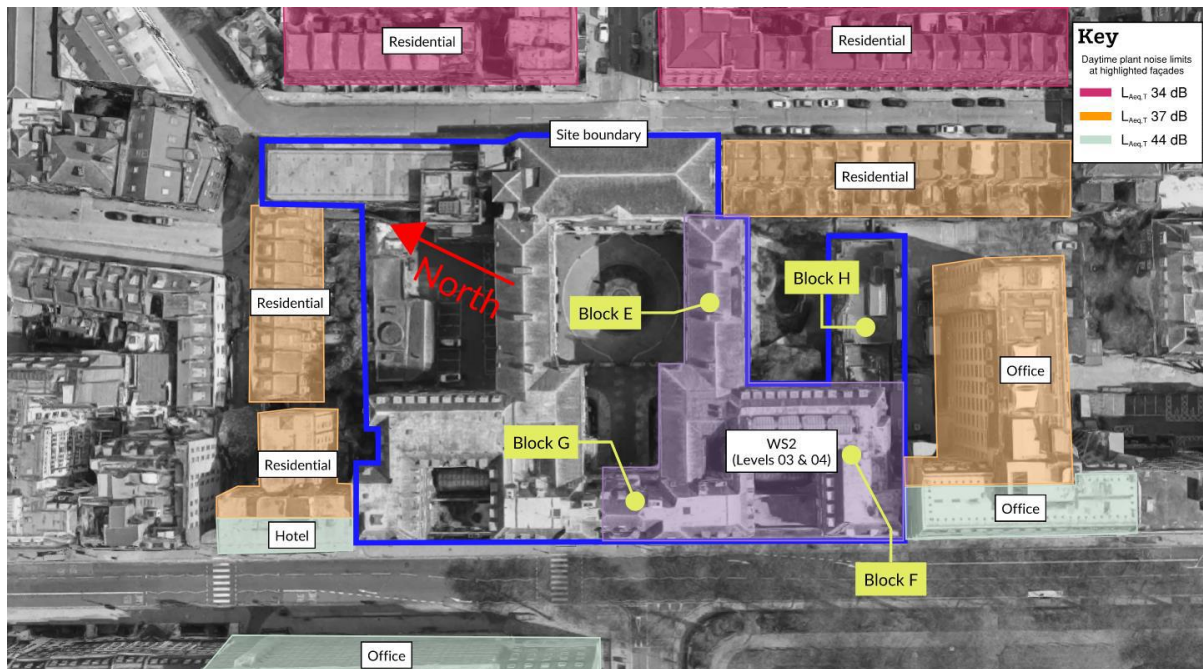 Residential
Residential
Key
Daytime plant noise limits
at highlighted façades
LAeq,T 34 dB
LAeq,T 37 dB
LAeq,T 44 dB
Site boundary
Residential
North
Block H
Residential
Block E
Office
Block G
WS2
(Levels 03 & 04)
Residential
Office
Hotel
Block F
Office